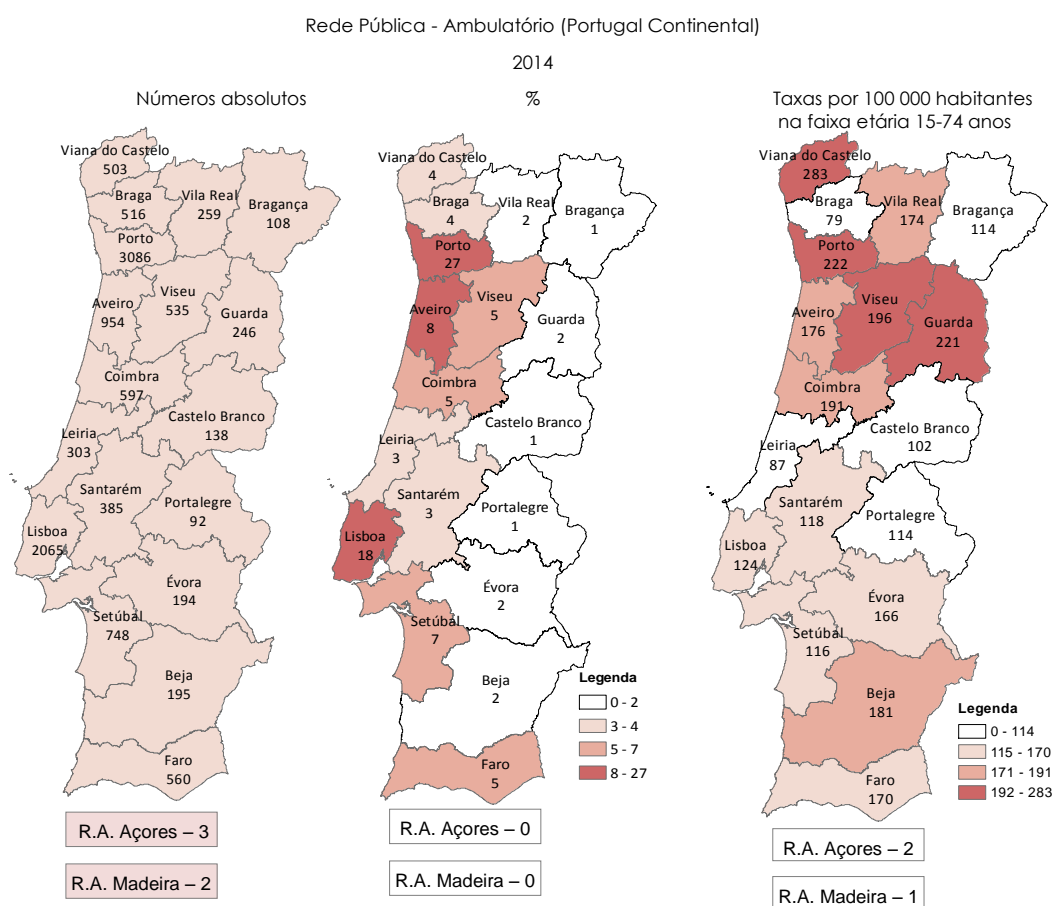 Rede Pública - Ambulatório (Portugal Continental)
2014
Números absolutos
Viana do Castelo
503
Braga
516
Vila Real
259
Bragança
108
Porto
3086
Aveiro
954
Viseu
535
Guarda
246
Coimbra
597
Castelo Branco
138
Leiria
303
Santarém
385
Portalegre
92
Lisboa
2065
Évora
194
Setúbal
748
Beja
195
Faro
560
R.A. Açores – 3
R.A. Madeira – 2
%
Viana do Castelo
4
Braga
4
Vila Real
2
Bragança
1
Porto
27
Aveiro
8
Viseu
5
Guarda
2
Coimbra
5
Castelo Branco
1
Leiria
3
Santarém
3
Portalegre
1
Lisboa
18
Évora
2
Setúbal
7
Beja
2
Faro
5
Legenda
0 - 2
3 - 4
5 - 7
8 - 27
R.A. Açores – 0
R.A. Madeira – 0
Taxas por 100 000 habitantes
na faixa etária 15-74 anos
Viana do Castelo
283
Braga
79
Vila Real
174
Bragança
114
Porto
222
Aveiro
176
Viseu
196
Guarda
221
Coimbra
191
Castelo Branco
102
Leiria
87
Santarém
118
Portalegre
114
Lisboa
124
Évora
166
Setúbal
116
Beja
181
Faro
170
Legenda
0 - 114
115 - 170
171 - 191
192 - 283
R.A. Açores – 2
R.A. Madeira – 1